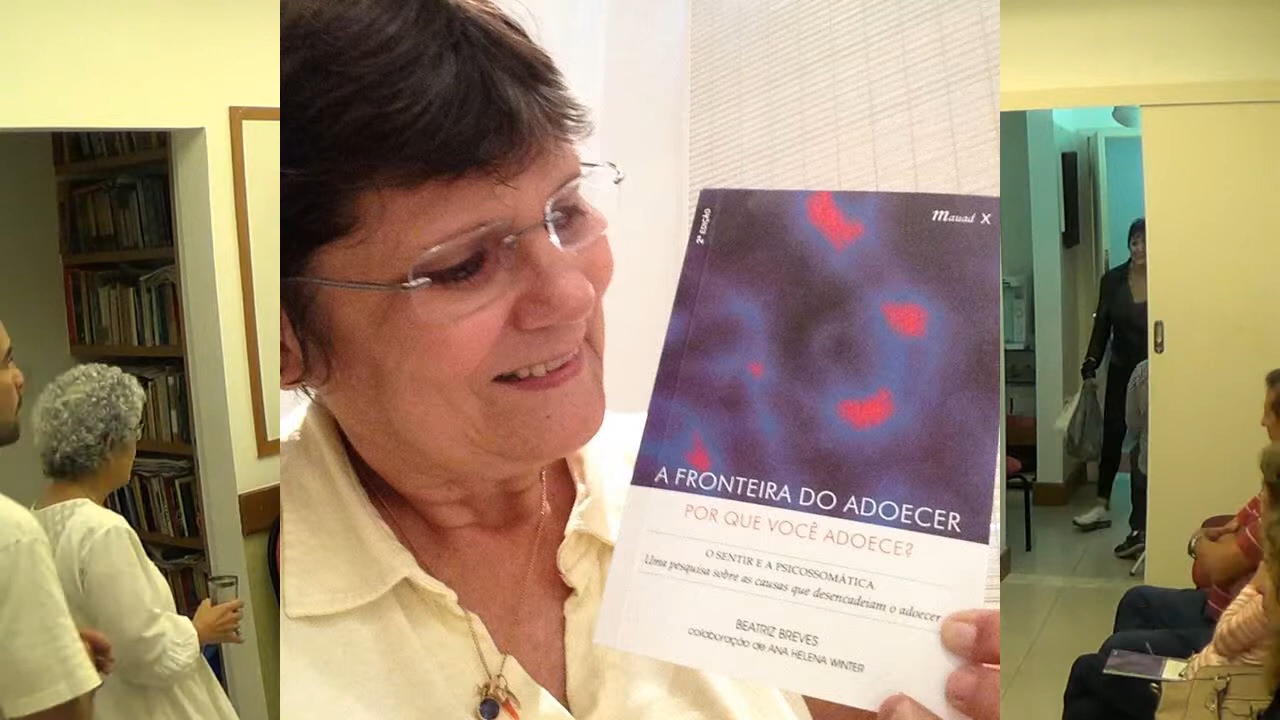 2ª EDIÇÃO
Mauad X
A FRONTEIRA DO ADOECER
POR QUE VOCÊ ADOECE?
O SENTIR E A PSICOSSOMÁTICA
Uma pesquisa sobre as causas que desencadeiam o adoecer
BEATRIZ BREVES
colaboração de ANA HELENA WINTER